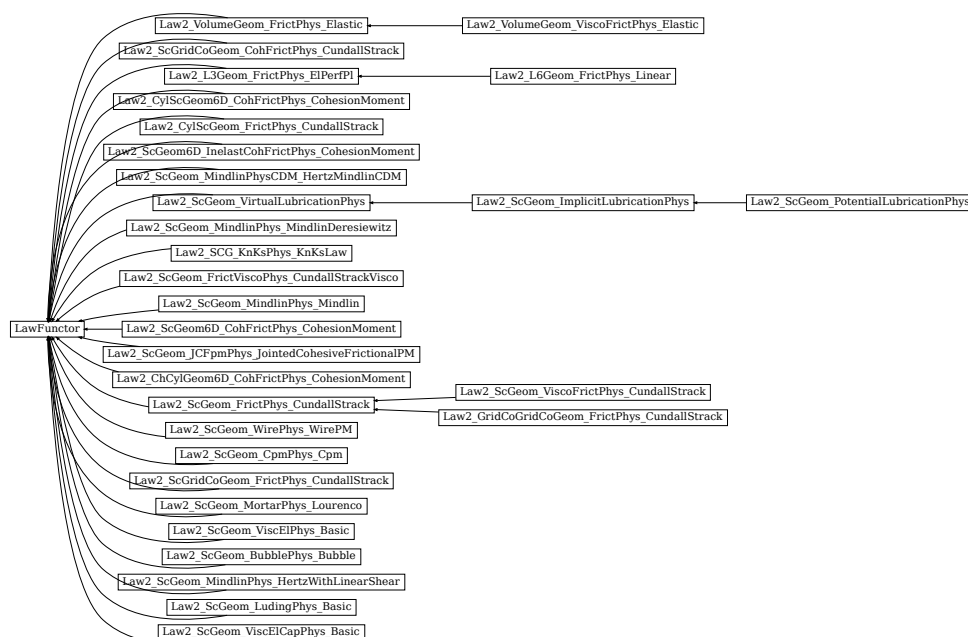 Law2_VolumeGeom_FrictPhys_Elastic Law2_VolumeGeom_ViscoFrictPhys_Elastic
Law2_ScGridCoGeom_CohFrictPhys_CundallStrack
Law2_L3Geom_FrictPhys_ElPerfPl Law2_L6Geom_FrictPhys_Linear
Law2_CylScGeom6D_CohFrictPhys_CohesionMoment
Law2_CylScGeom_FrictPhys_CundallStrack
Law2_ScGeom6D_InelastCohFrictPhys_CohesionMoment
Law2_ScGeom_MindlinPhysCDM_HertzMindlinCDM
Law2_ScGeom_VirtualLubricationPhys Law2_ScGeom_ImplicitLubricationPhys Law2_ScGeom_PotentialLubricationPhys
Law2_ScGeom_MindlinPhys_MindlinDeresiewitz
Law2_SCG_KnKsPhys_KnKsLaw
Law2_ScGeom_FrictViscoPhys_CundallStrackVisco
Law2_ScGeom_MindlinPhys_Mindlin
LawFunctor Law2_ScGeom6D_CohFrictPhys_CohesionMoment
Law2_ScGeom_JCFpmPhys_JointedCohesiveFrictionalPM
Law2_ChCylGeom6D_CohFrictPhys_CohesionMoment
Law2_ScGeom_ViscoFrictPhys_CundallStrack
Law2_ScGeom_FrictPhys_CundallStrack
Law2_GridCoGridCoGeom_FrictPhys_CundallStrack
Law2_ScGeom_WirePhys_WirePM
Law2_ScGeom_CpmPhys_Cpm
Law2_ScGridCoGeom_FrictPhys_CundallStrack
Law2_ScGeom_MortarPhys_Lourenco
Law2_ScGeom_ViscElPhys_Basic
Law2_ScGeom_BubblePhys_Bubble
Law2_ScGeom_MindlinPhys_HertzWithLinearShear
Law2_ScGeom_LudingPhys_Basic
Law2_ScGeom_ViscElCapPhys_Basic